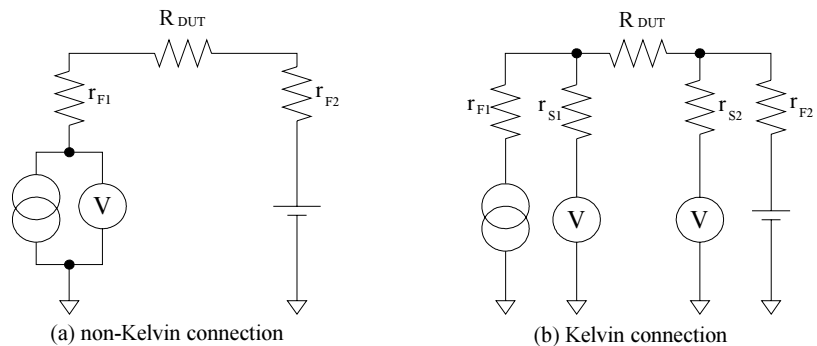 R DUT
r F1
r F2
V
(a) non-Kelvin connection
R DUT
r F1
r S1
r S2
r F2
V
V
(b) Kelvin connection